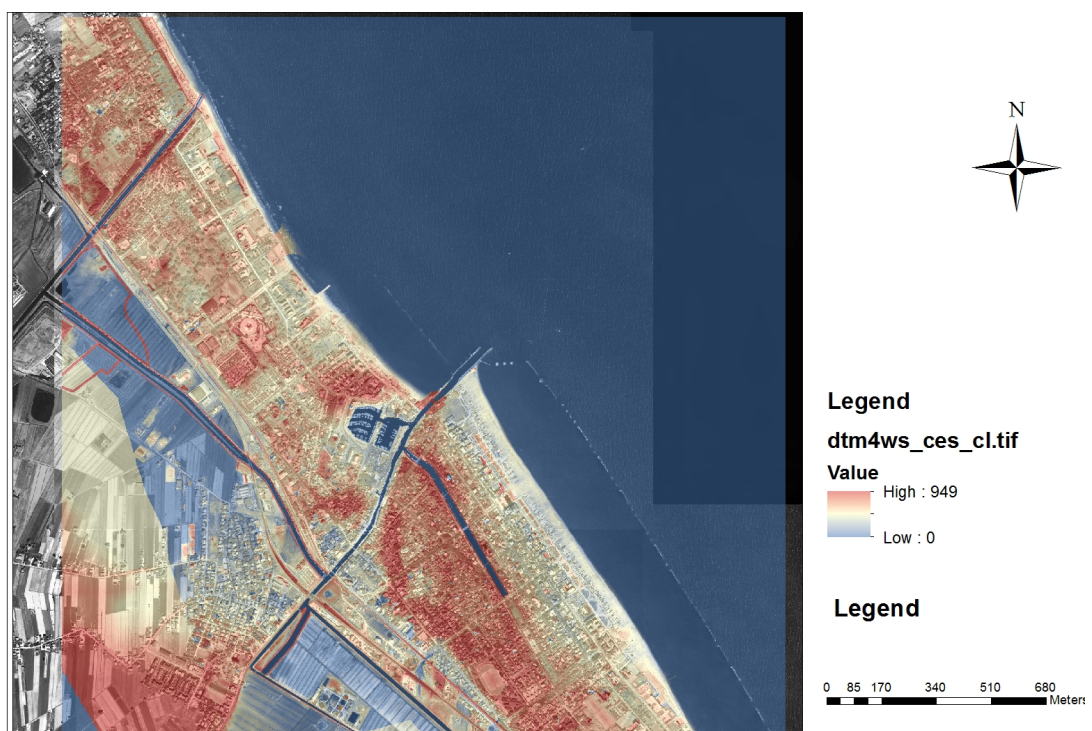 N
Legend
dtm4ws_ces_cl.tif
Value
High : 949
Low : 0
Legend
0 85 170 340 510 680
Meters